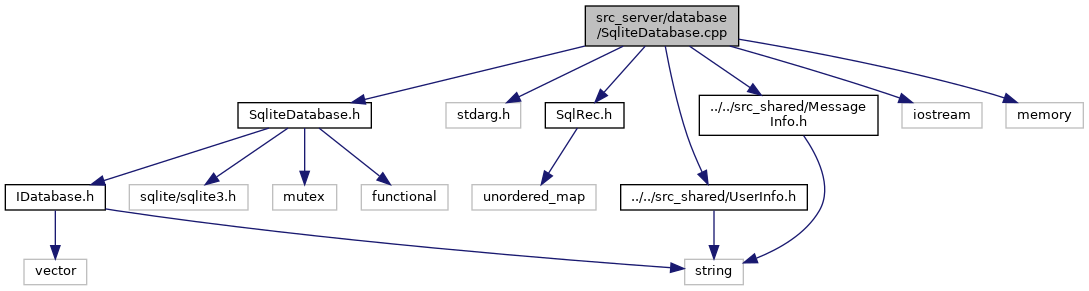 src_server/database
/SqliteDatabase.cpp
SqliteDatabase.h
stdarg.h
SqlRec.h
../../src_shared/Message
Info.h
iostream
memory
IDatabase.h
sqlite/sqlite3.h
mutex
functional
unordered_map
../../src_shared/UserInfo.h
vector
string